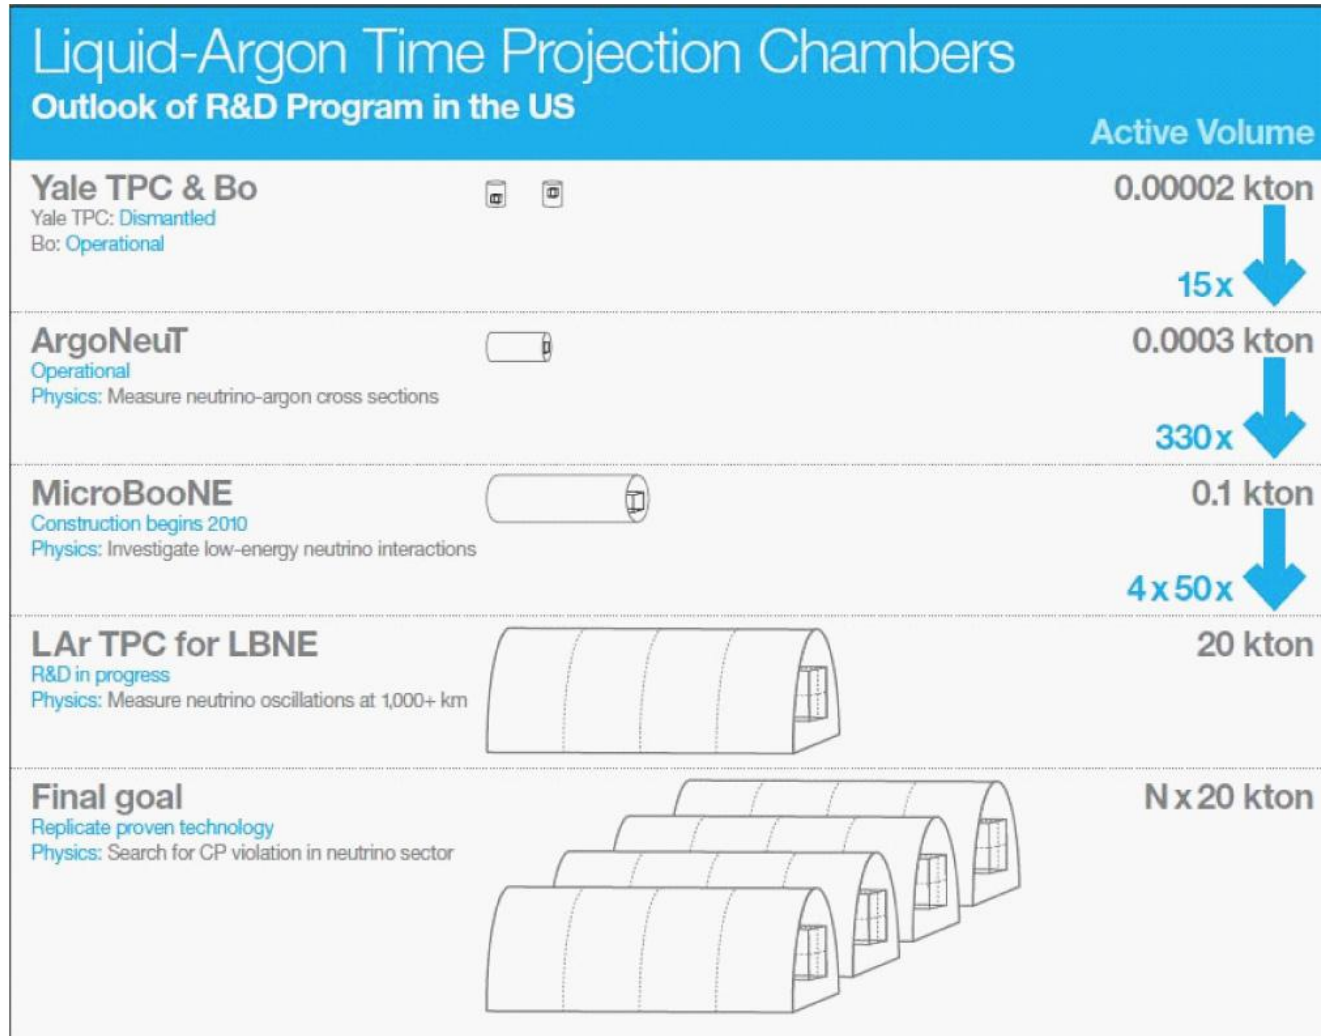 Liquid-Argon Time Projection Chambers
Outlook of R&D Program in the US
Active Volume
Yale TPC & Bo
0.00002 kton
Yale TPC: Dismantled
Bo: Operational
15x
ArgoNeuT
0.0003 kton
Operational
Physics: Measure neutrino-argon cross sections
330x
MicroBooNE
0.1 kton
Construction begins 2010
Physics: Investigate low-energy neutrino interactions
4 x 50 x
LAr TPC for LBNE
20 kton
R&D in progress
Physics: Measure neutrino oscillations at 1,000+ km
Final goal
N x 20 kton
Replicate proven technology
Physics: Search for CP violation in neutrino sector